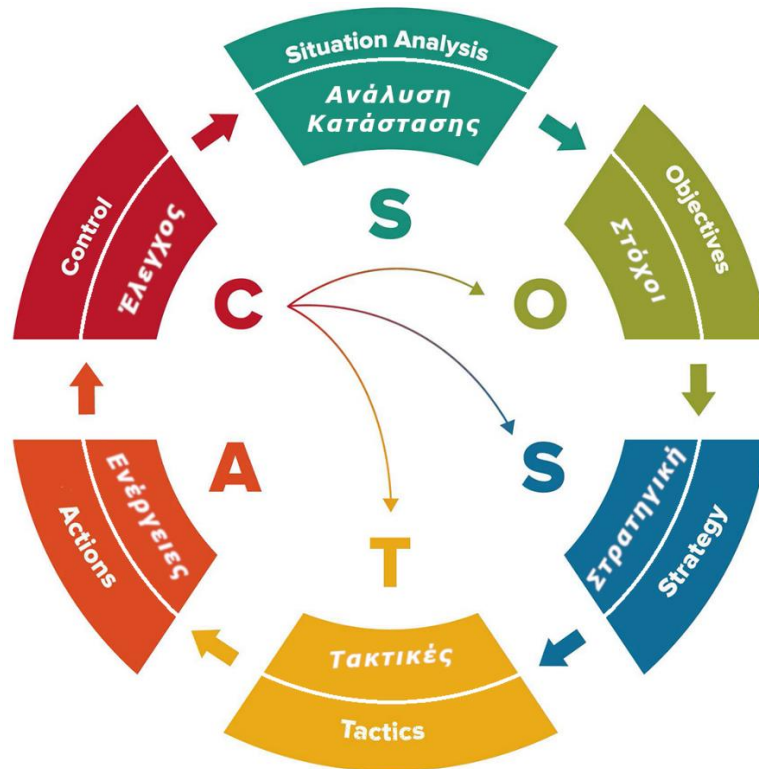 Situation Analysis
Ανάλυση
Κατάστασης
S
Objectives
Στόχοι
O
Strategy
Στρατηγική
S
Tactics
Τακτικές
T
Actions
Ενέργειες
A
Control
Έλεγχος
C